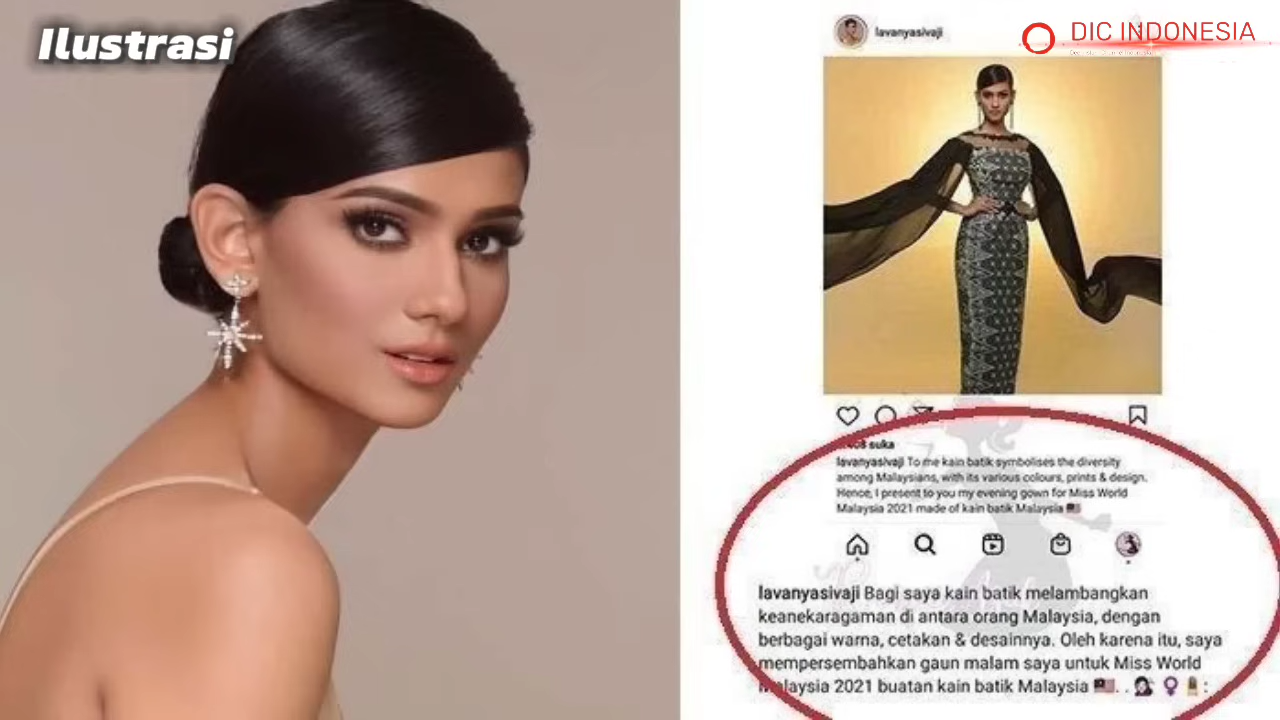 Ilustrasi
DIC INDONESIA
lavanyasivaji
suka
lavanyasivaji To me kain batik symbolises the diversity
among Malaysians, with its various colours, prints & design.
Hence, I present to you my evening gown for Miss World
Malaysia 2021 made of kain batik Malaysia 🇲🇾
lavanyasivaji Bagi saya kain batik melambangkan
keanekaragaman di antara orang Malaysia, dengan
berbagai warna, cetakan & desainnya. Oleh karena itu, saya
mempersembahkan gaun malam saya untuk Miss World
Malaysia 2021 buatan kain batik Malaysia 🇲🇾. .